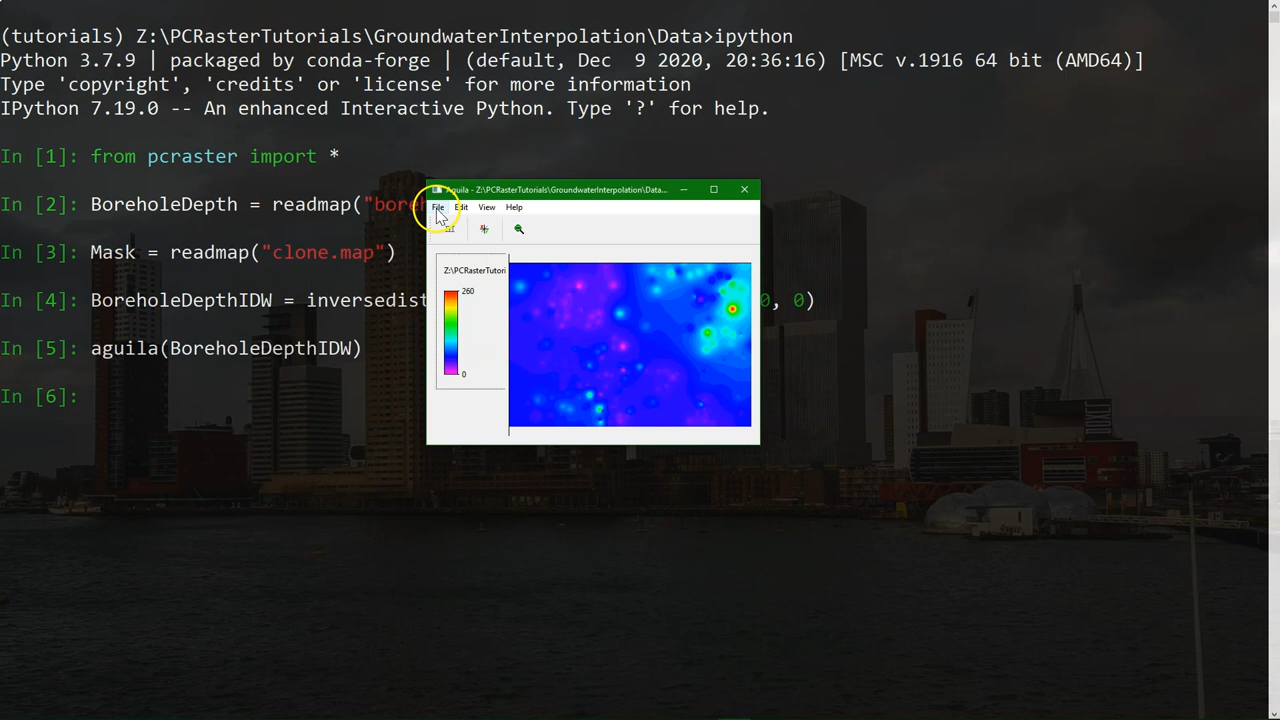 (tutorials) Z:\PCRasterTutorials\GroundwaterInterpolation\Data>ipython
Python 3.7.9 | packaged by conda-forge | (default, Dec  9 2020, 20:36:16) [MSC v.1916 64 bit (AMD64)]
Type 'copyright', 'credits' or 'license' for more information
IPython 7.19.0 -- An enhanced Interactive Python. Type '?' for help.
In [1]: from pcraster import *
In [2]: BoreholeDepth = readmap("boreh
In [3]: Mask = readmap("clone.map")
In [4]: BoreholeDepthIDW = inversedist 0, 0)
In [5]: aguila(BoreholeDepthIDW)
In [6]:
Aguila - Z:\PCRasterTutorials\GroundwaterInterpolation\Data...
File Edit View Help
Z:\PCRasterTutori
260
0